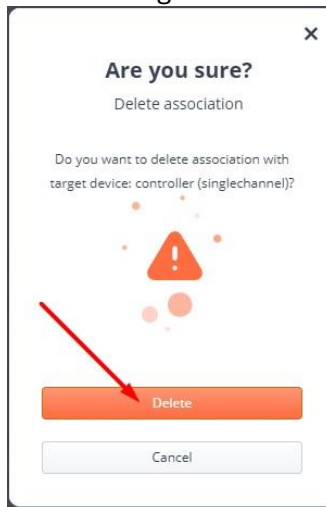 ×
Are you sure?
Delete association
Do you want to delete association with
target device: controller (singlechannel)?
!
Delete
Cancel